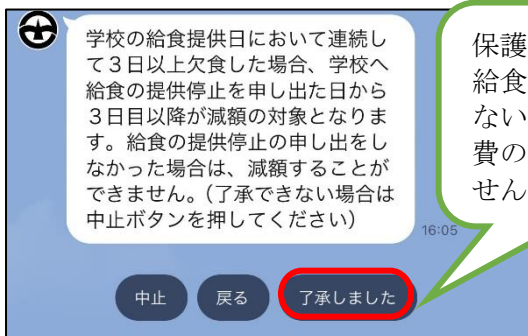 学校の給食提供日において連続し
て３日以上欠食した場合、学校へ
給食の提供停止を申し出た日から
３日目以降が減額の対象となりま
す。給食の提供停止の申し出をし
なかった場合は、減額することが
できません。（了承できない場合は
中止ボタンを押してください）
16:05
中止
戻る
了承しました
保護
給食
ない
費の
せん